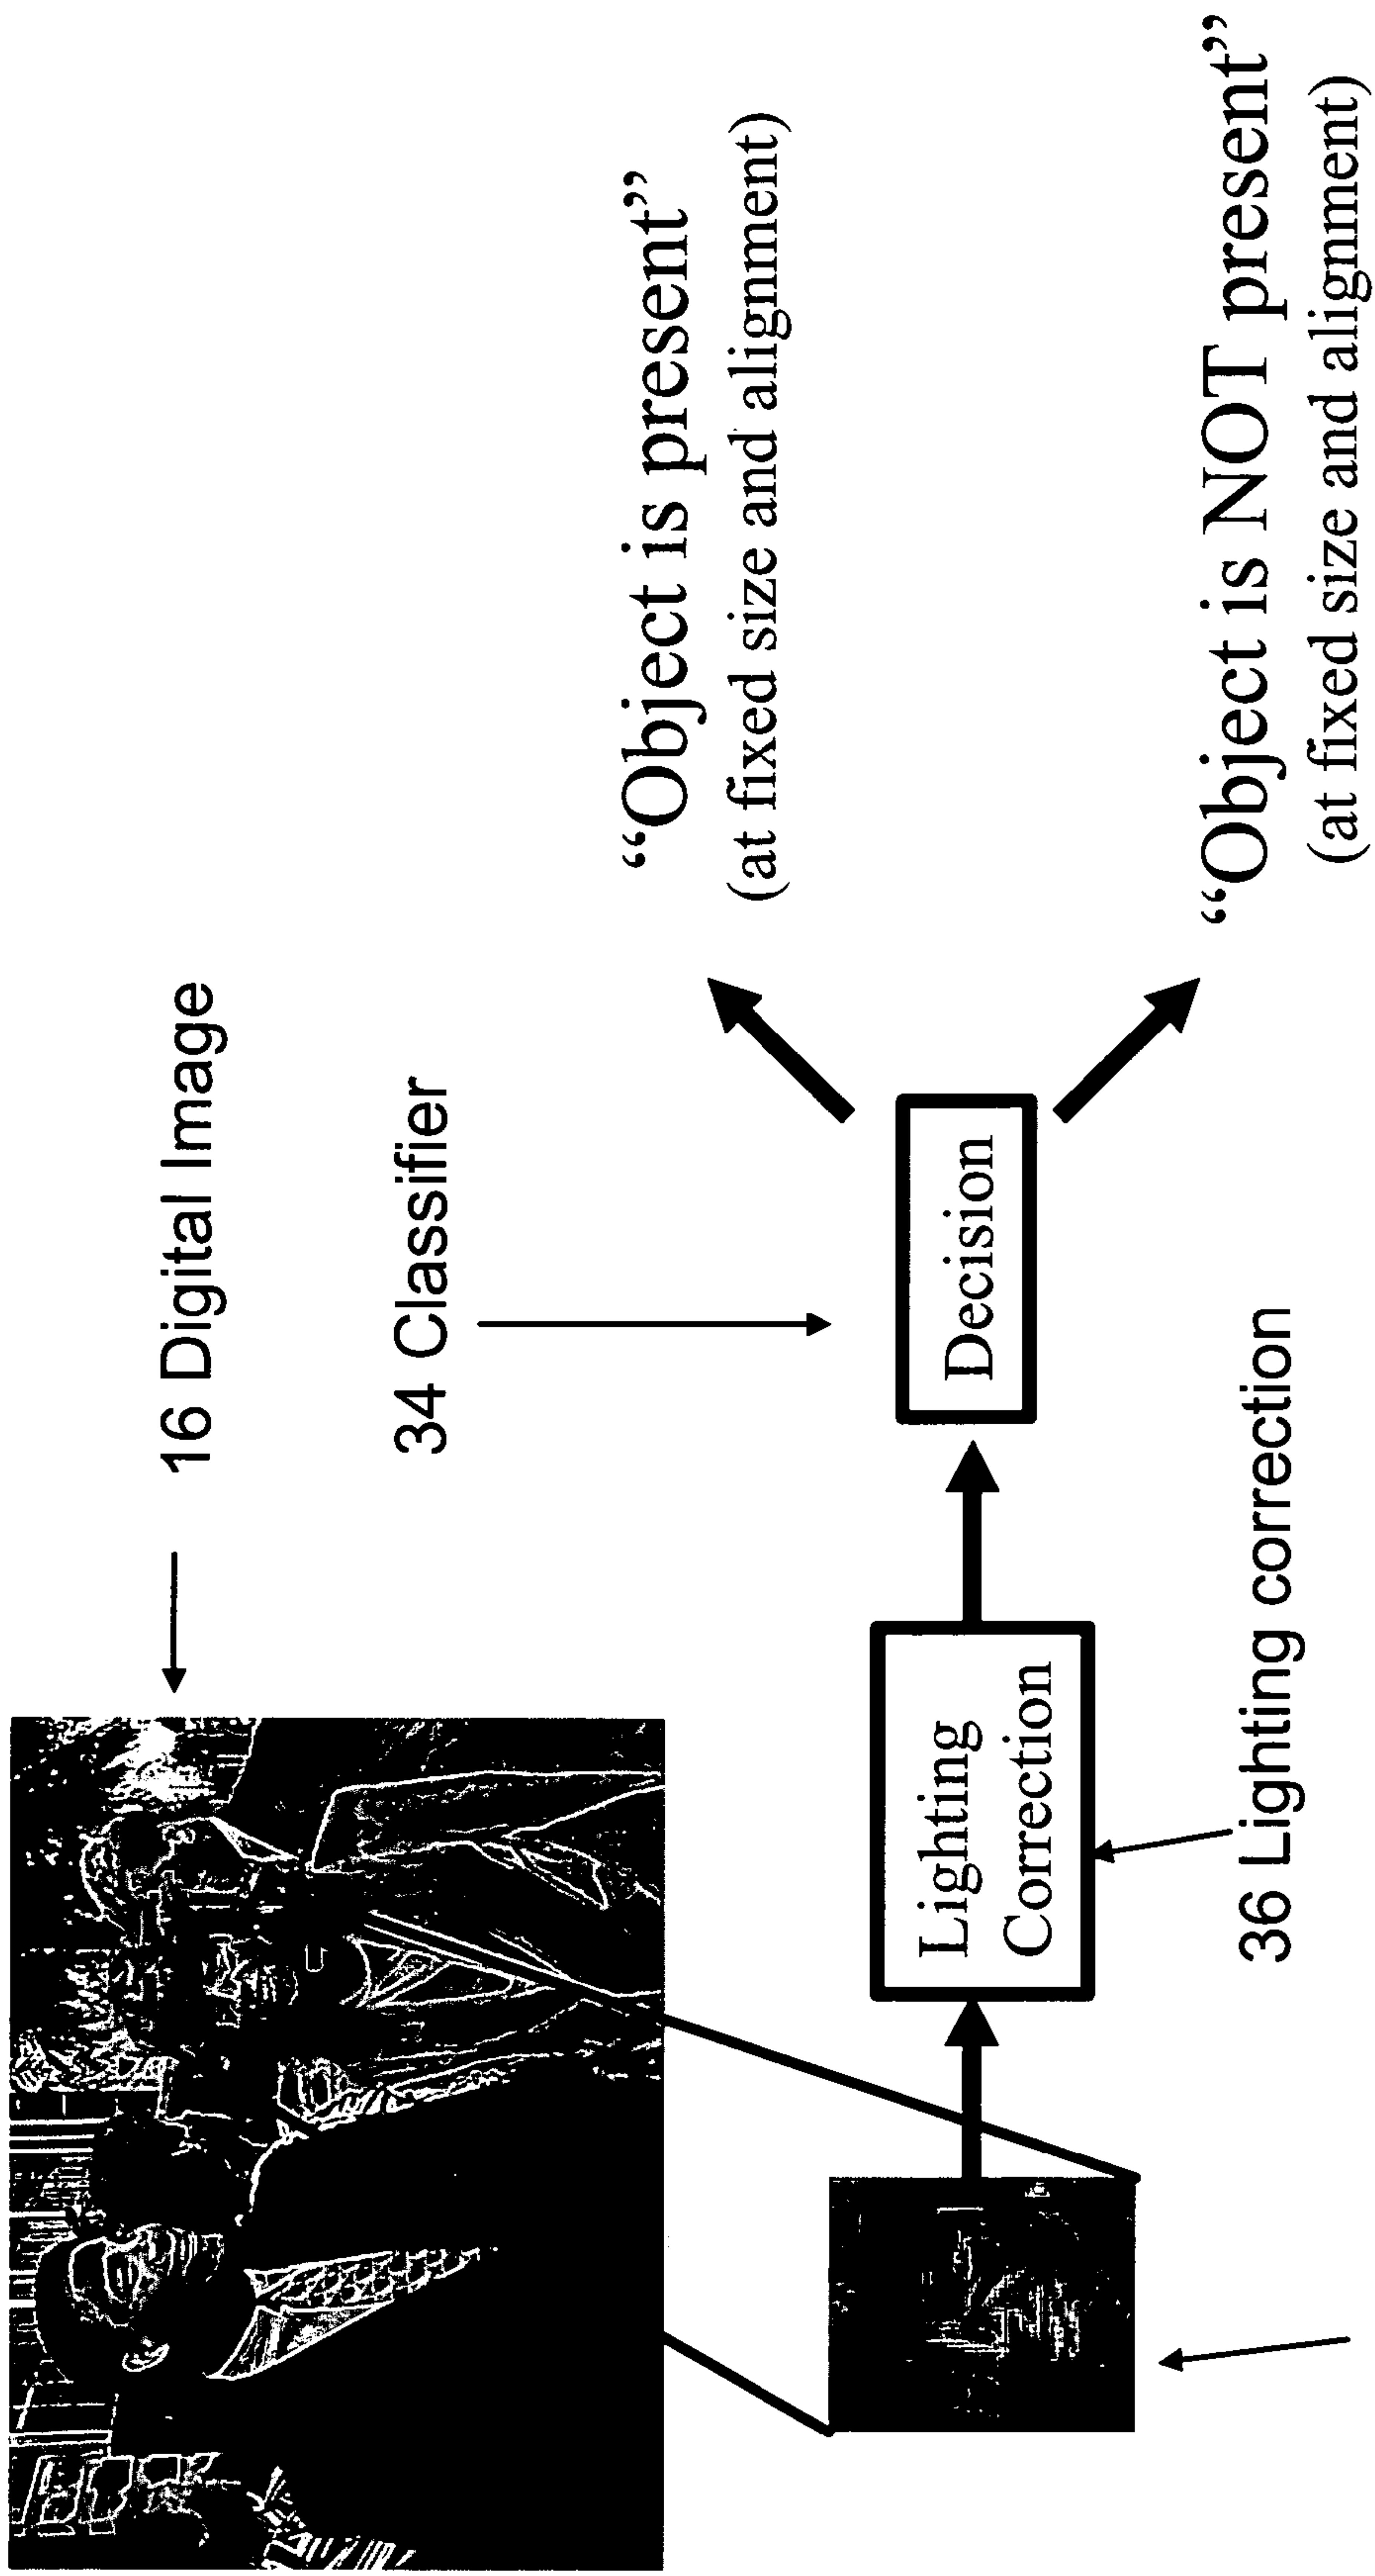 16 Digital Image
34 Classifier
“Object is present”
(at fixed size and alignment)
Lighting
Correction
Decision
36 Lighting correction
“Object is NOT present”
(at fixed size and alignment)